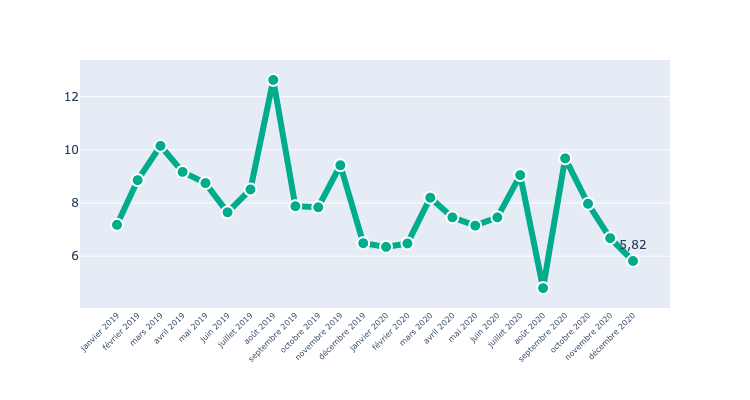 12
10
8
6
5,82
janvier 2019
février 2019
mars 2019
avril 2019
mai 2019
juin 2019
juillet 2019
août 2019
septembre 2019
octobre 2019
novembre 2019
décembre 2019
janvier 2020
février 2020
mars 2020
avril 2020
mai 2020
juin 2020
juillet 2020
août 2020
septembre 2020
octobre 2020
novembre 2020
décembre 2020